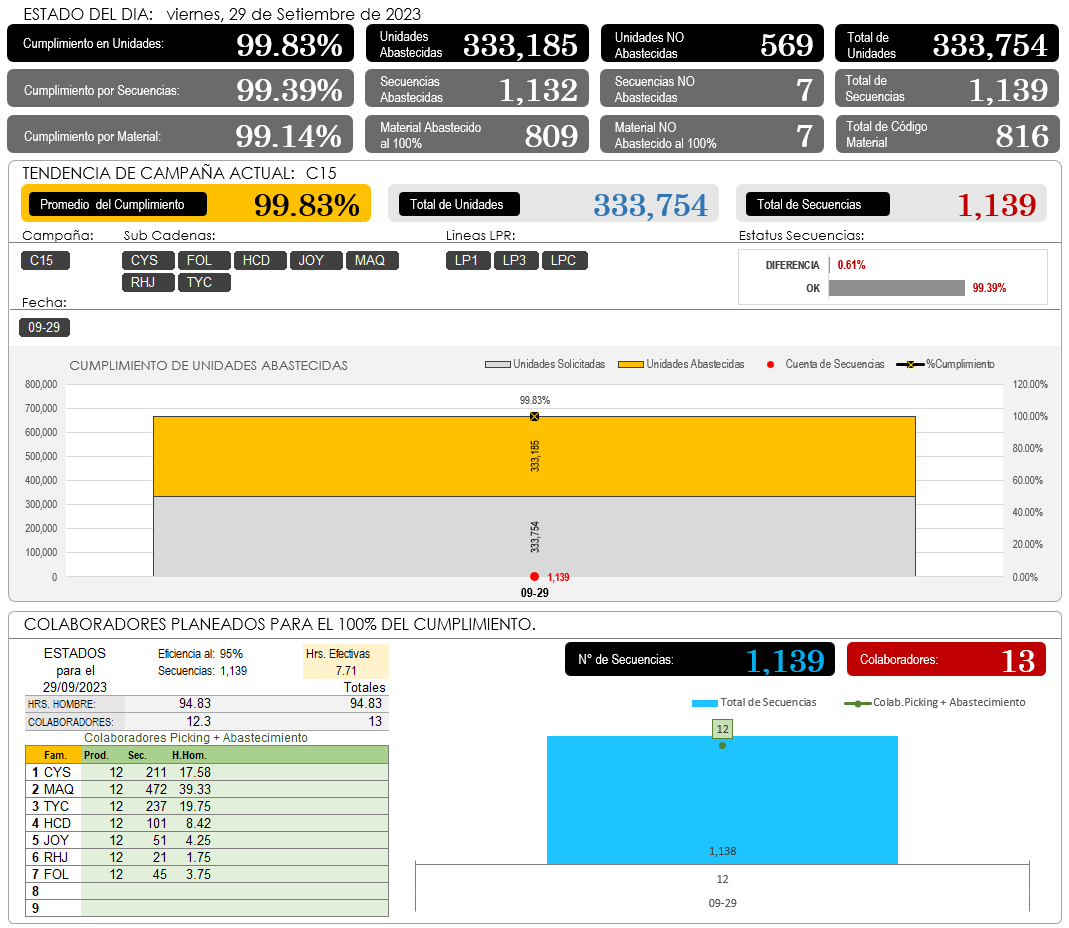 ESTADO DEL DIA: viernes, 29 de Setiembre de 2023
Cumplimiento en Unidades: 99.83%
Unidades Abastecidas 333,185
Unidades NO Abastecidas 569
Total de Unidades 333,754
Cumplimiento por Secuencias: 99.39%
Secuencias Abastecidas 1,132
Secuencias NO Abastecidas 7
Total de Secuencias 1,139
Cumplimiento por Material: 99.14%
Material Abastecido al 100% 809
Material NO Abastecido al 100% 7
Total de Código Material 816
TENDENCIA DE CAMPAÑA ACTUAL: C15
Promedio del Cumplimiento 99.83%
Total de Unidades 333,754
Total de Secuencias 1,139
Campaña:
C15
Sub Cadenas:
CYS FOL HCD JOY MAQ
RHJ TYC
Lineas LPR:
LP1 LP3 LPC
Estatus Secuencias:
DIFERENCIA 0.61%
OK 99.39%
Fecha:
09-29
CUMPLIMIENTO DE UNIDADES ABASTECIDAS
Unidades Solicitadas Unidades Abastecidas Cuenta de Secuencias %Cumplimiento
800,000
700,000
600,000
500,000
400,000
300,000
200,000
100,000
0
120.00%
100.00%
80.00%
60.00%
40.00%
20.00%
0.00%
99.83%
333,185
333,754
1,139
09-29
COLABORADORES PLANEADOS PARA EL 100% DEL CUMPLIMIENTO.
ESTADOS
para el
29/09/2023
Eficiencia al: 95%
Secuencias: 1,139
Hrs. Efectivas
7.71
Totales
HRS. HOMBRE: 94.83 94.83
COLABORADORES: 12.3 13
Colaboradores Picking + Abastecimiento
Fam. Prod. Sec. H.Hom.
1 CYS 12 211 17.58
2 MAQ 12 472 39.33
3 TYC 12 237 19.75
4 HCD 12 101 8.42
5 JOY 12 51 4.25
6 RHJ 12 21 1.75
7 FOL 12 45 3.75
8
9
N° de Secuencias: 1,139
Colaboradores: 13
Total de Secuencias Colab.Picking + Abastecimiento
12
1,138
12
09-29